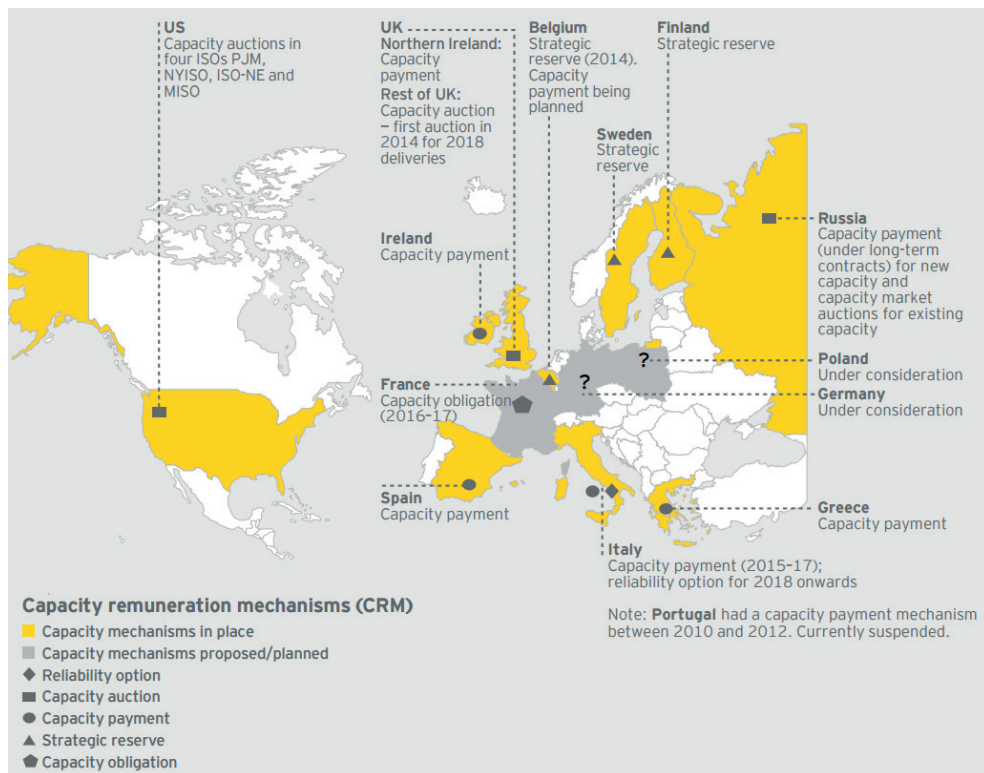 US
Capacity auctions in
four ISOs PJM,
NYISO, ISO-NE and
MISO
UK
Northern Ireland:
Capacity
payment
Rest of UK:
Capacity auction
– first auction in
2014 for 2018
deliveries
Belgium
Strategic
reserve (2014).
Capacity
payment being
planned
Finland
Strategic reserve
Sweden
Strategic
reserve
Ireland
Capacity payment
Russia
Capacity payment
(under long-term
contracts) for new
capacity and
capacity market
auctions for existing
capacity
?
Poland
Under consideration
?
Germany
Under consideration
France
Capacity obligation
(2016–17)
Spain
Capacity payment
Greece
Capacity payment
Italy
Capacity payment (2015–17);
reliability option for 2018 onwards
Note: Portugal had a capacity payment mechanism
between 2010 and 2012. Currently suspended.
Capacity remuneration mechanisms (CRM)
Capacity mechanisms in place
Capacity mechanisms proposed/planned
Reliability option
Capacity auction
Capacity payment
Strategic reserve
Capacity obligation